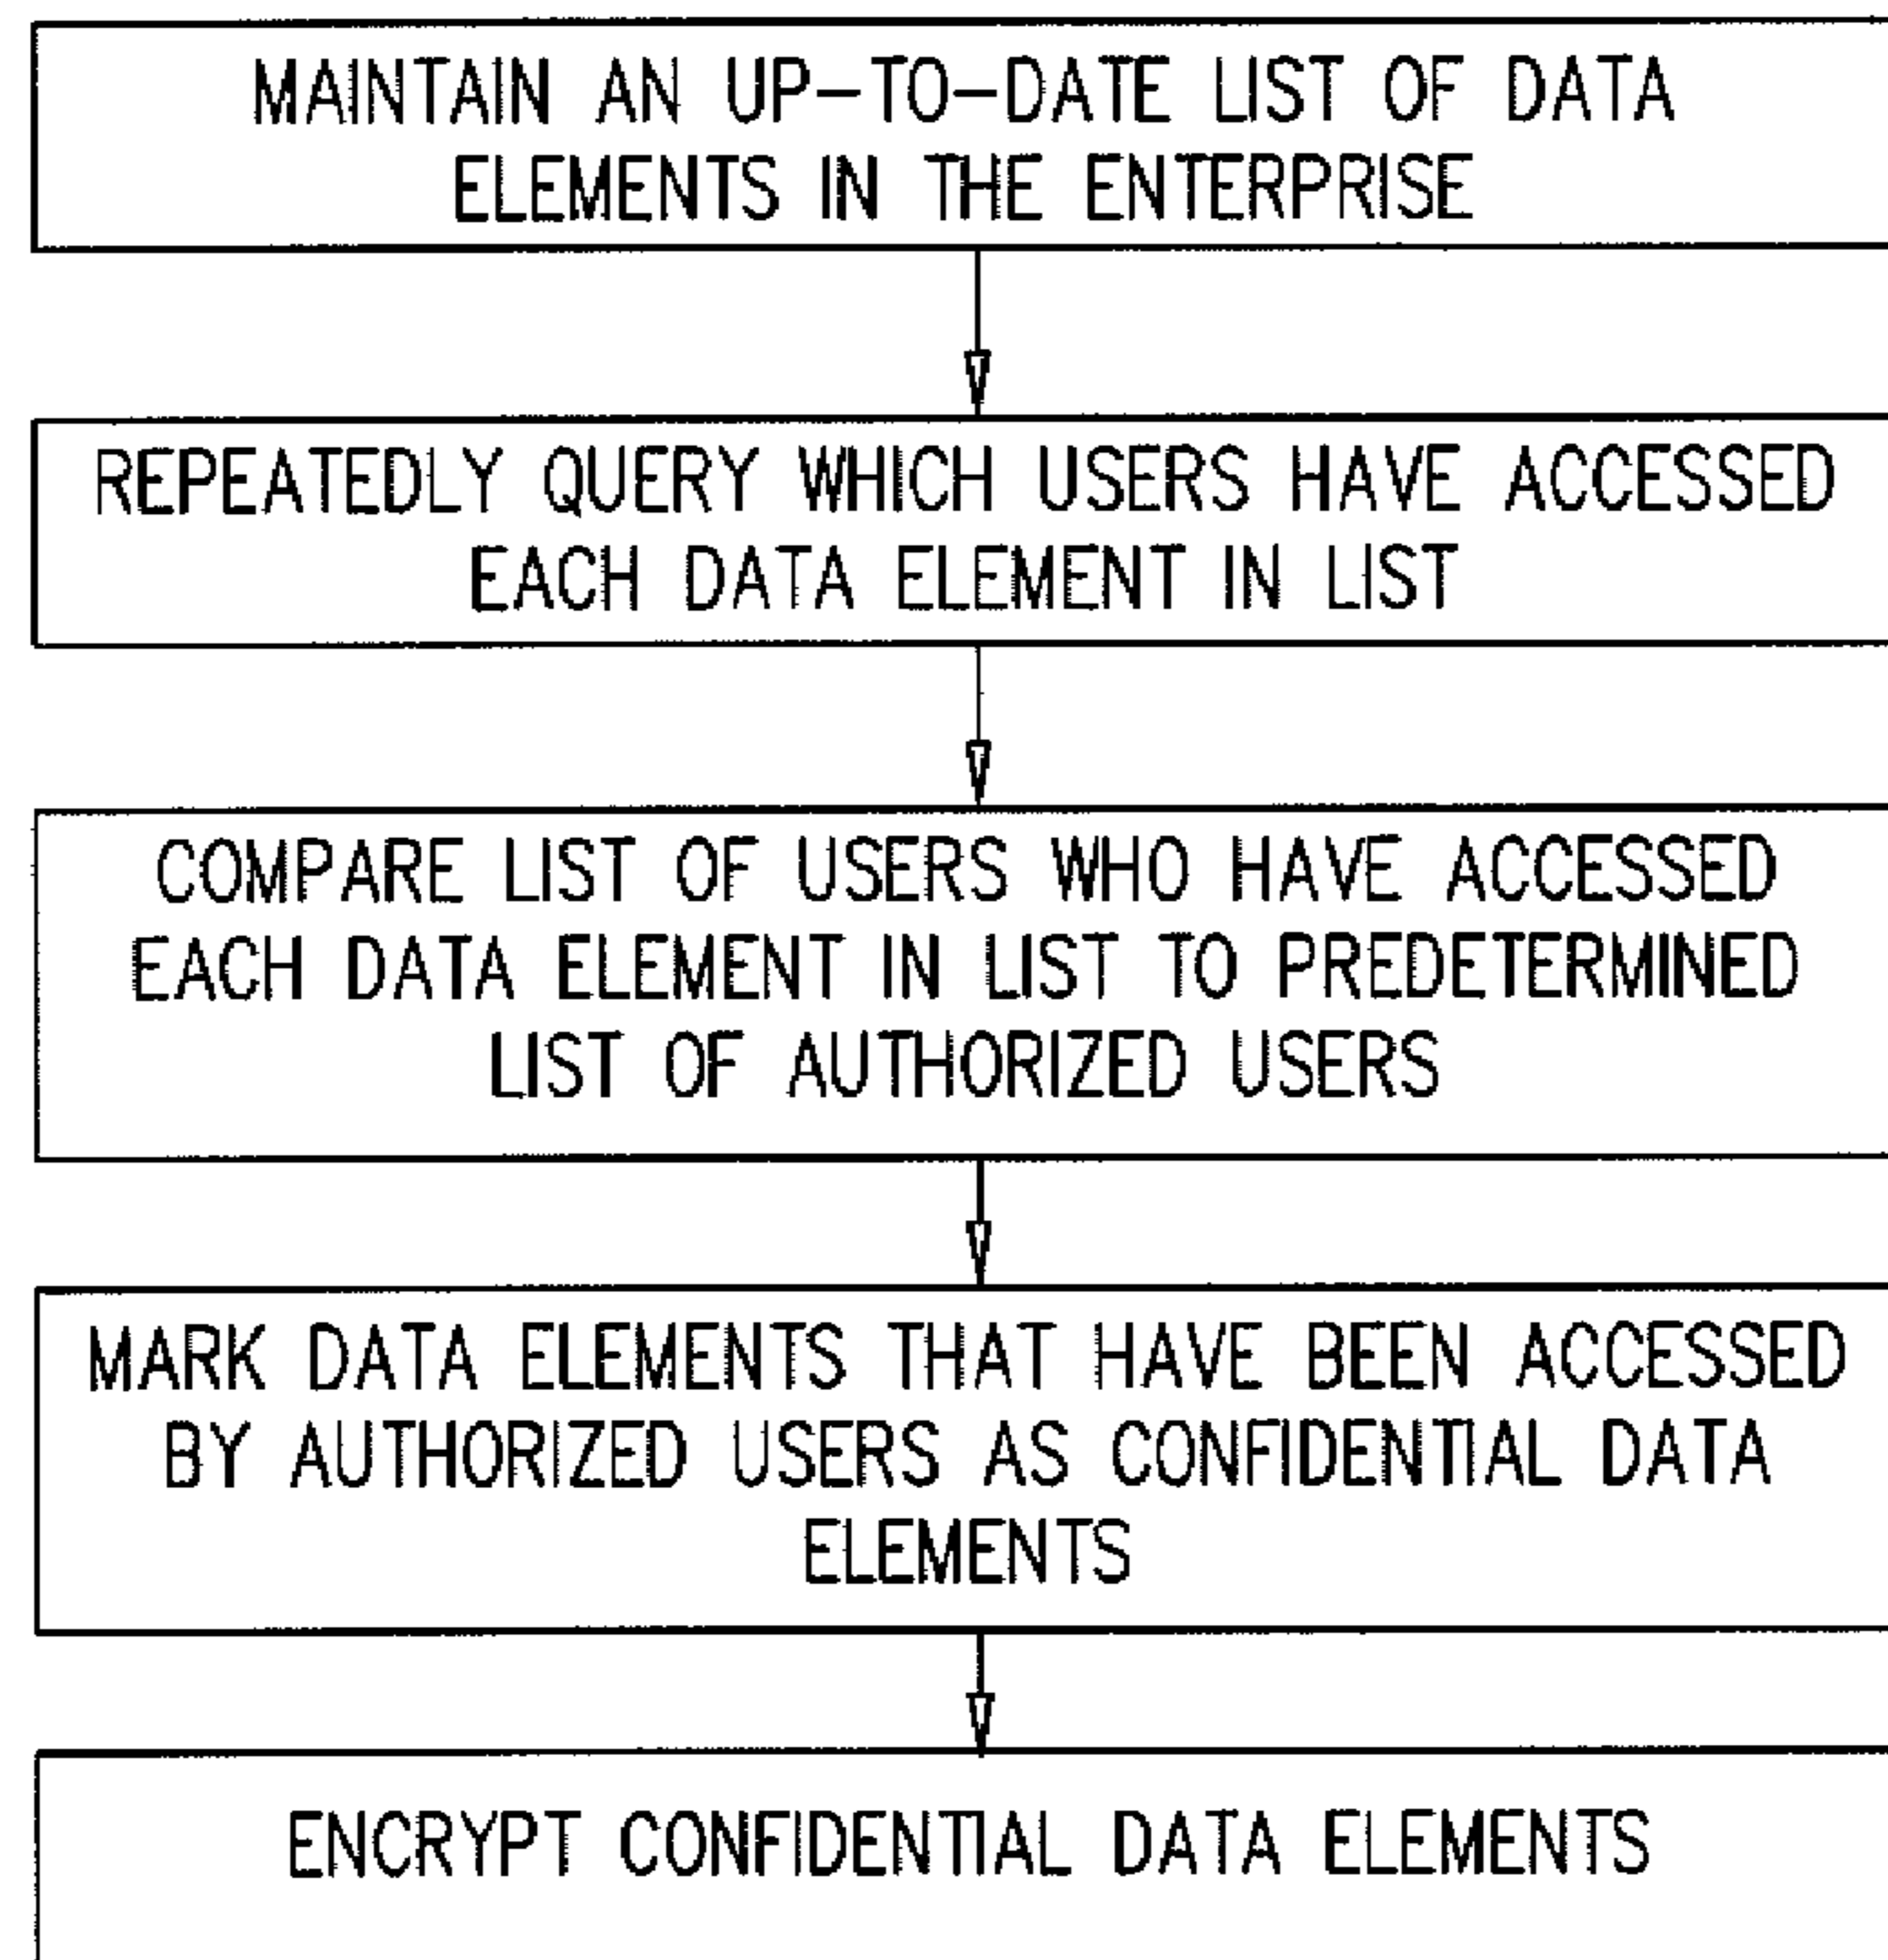 MAINTAIN AN UP-TO-DATE LIST OF DATA
ELEMENTS IN THE ENTERPRISE
REPEATEDLY QUERY WHICH USERS HAVE ACCESSED
EACH DATA ELEMENT IN LIST
COMPARE LIST OF USERS WHO HAVE ACCESSED
EACH DATA ELEMENT IN LIST TO PREDETERMINED
LIST OF AUTHORIZED USERS
MARK DATA ELEMENTS THAT HAVE BEEN ACCESSED
BY AUTHORIZED USERS AS CONFIDENTIAL DATA
ELEMENTS
ENCRYPT CONFIDENTIAL DATA ELEMENTS